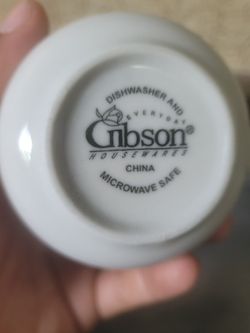 DISHWASHER AND
EVERYDAY
Gibson®
HOUSEWARES
CHINA
MICROWAVE SAFE